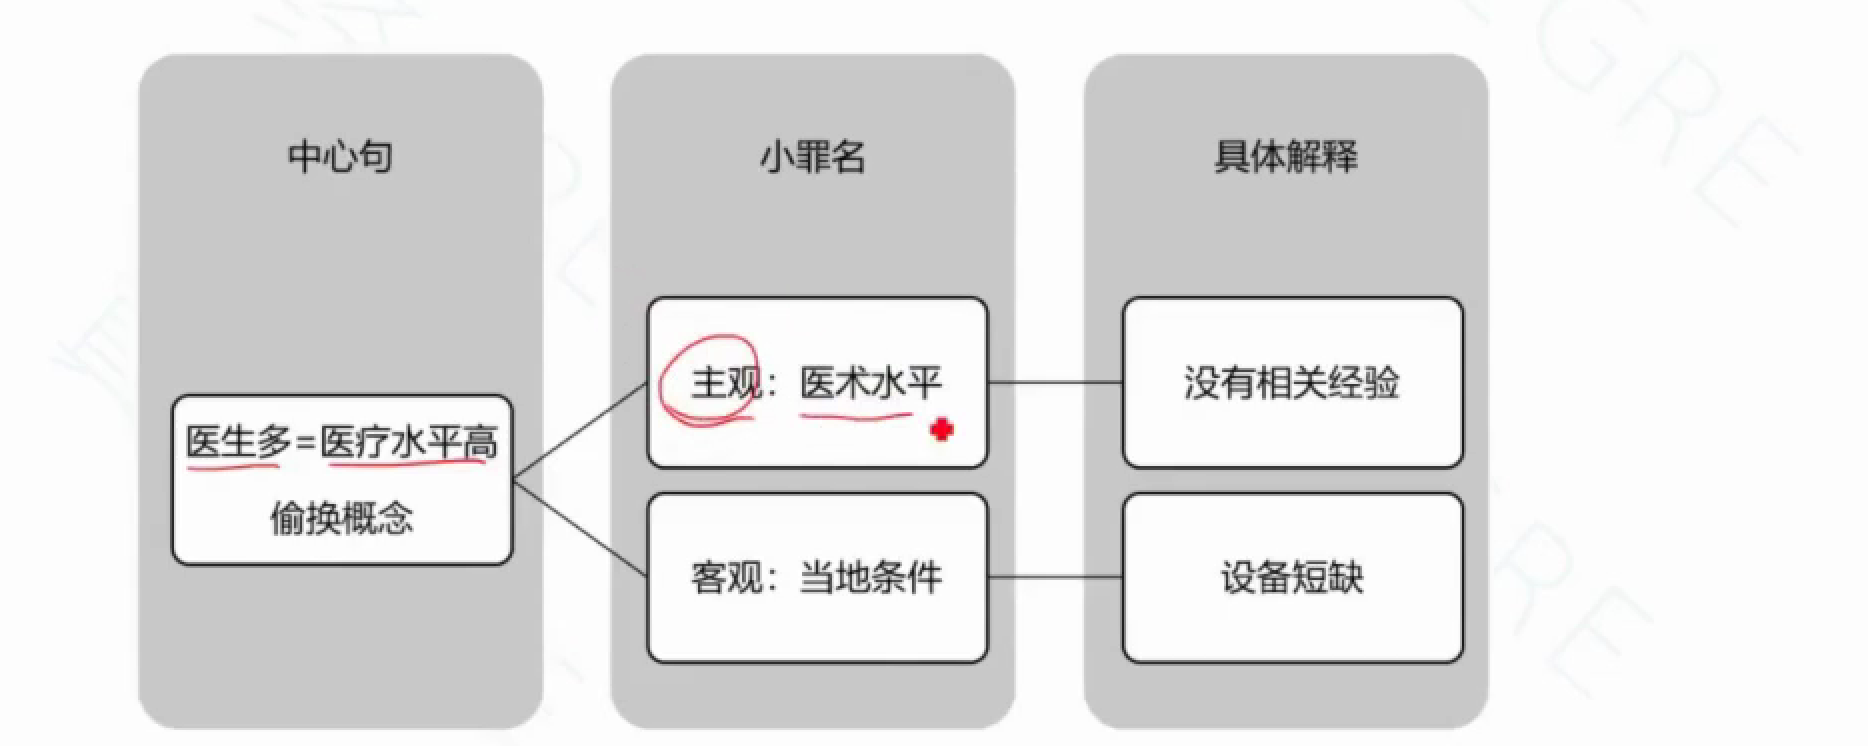 中心句
小罪名
具体解释
医生多=医疗水平高
偷换概念
主观：医术水平
没有相关经验
客观：当地条件
设备短缺
GRE
RE